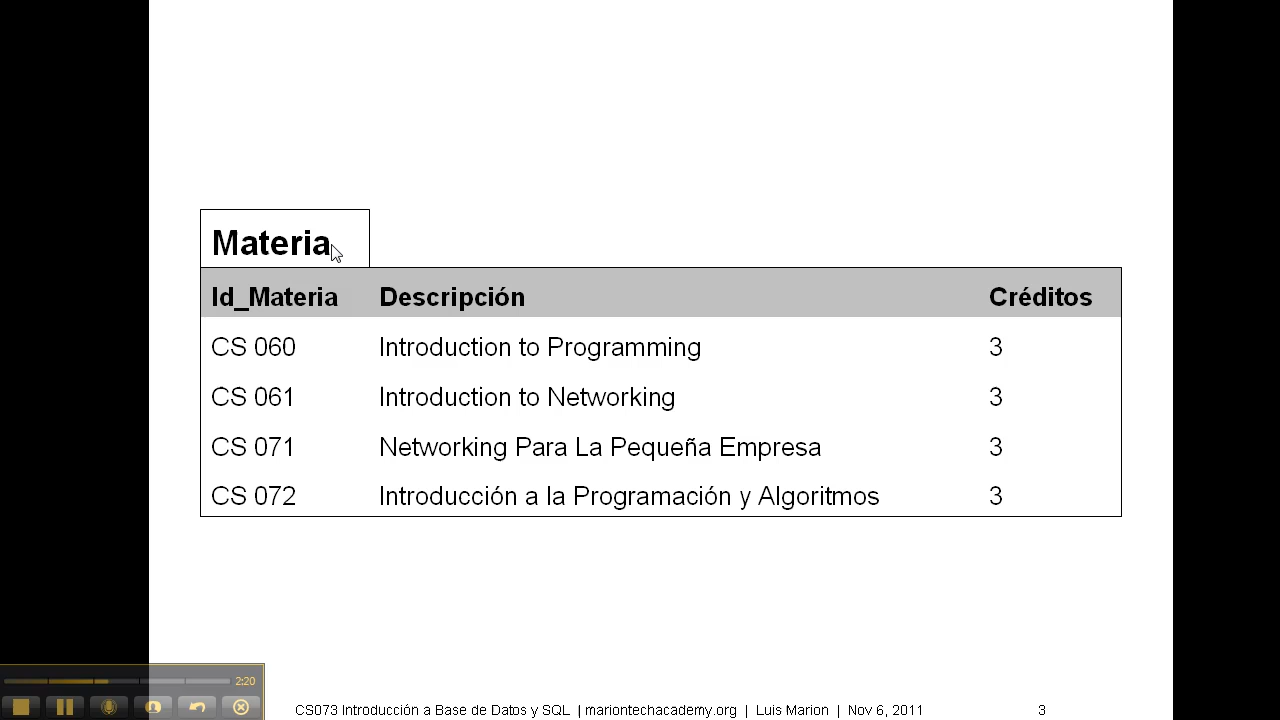 Materia
Id_Materia Descripción Créditos
CS 060 Introduction to Programming 3
CS 061 Introduction to Networking 3
CS 071 Networking Para La Pequeña Empresa 3
CS 072 Introducción a la Programación y Algoritmos 3
2:20
CS073 Introducción a Base de Datos y SQL | mariontechacademy.org | Luis Marion | Nov 6, 2011 3